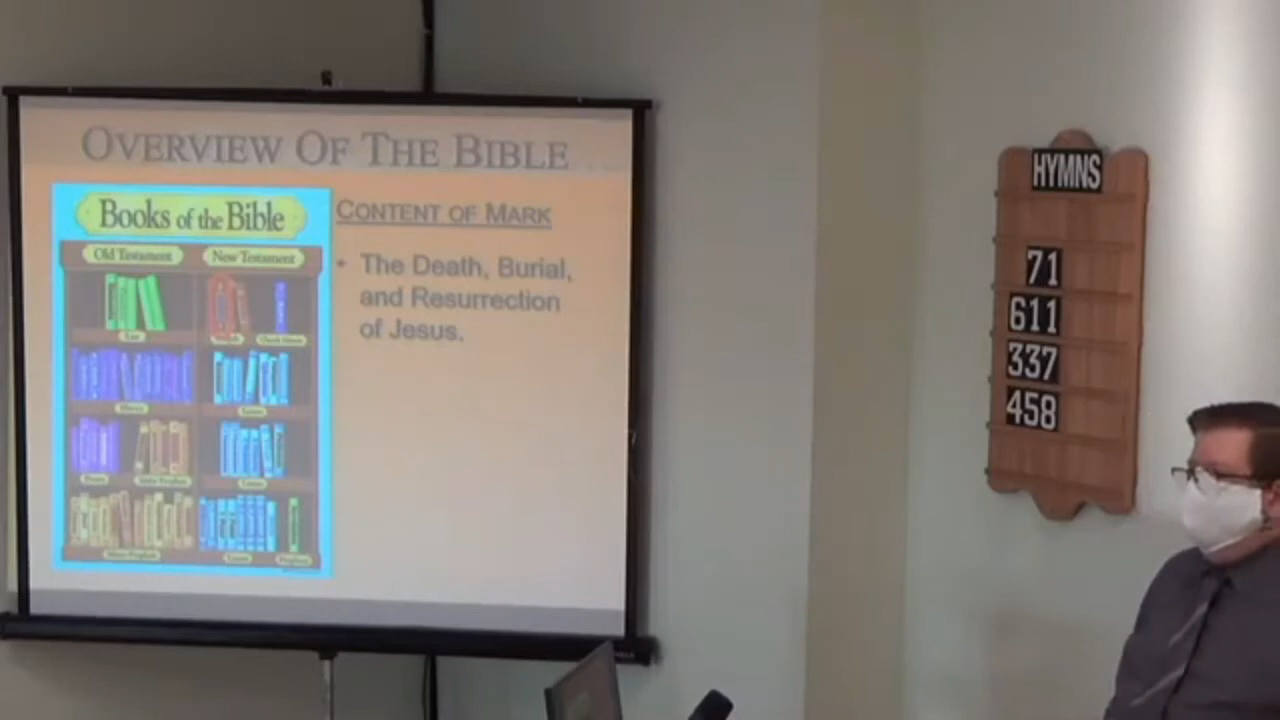 OVERVIEW OF THE BIBLE
Books of the Bible
Old Testament
New Testament
CONTENT OF MARK
• The Death, Burial,
and Resurrection
of Jesus.
HYMNS
71
611
337
458